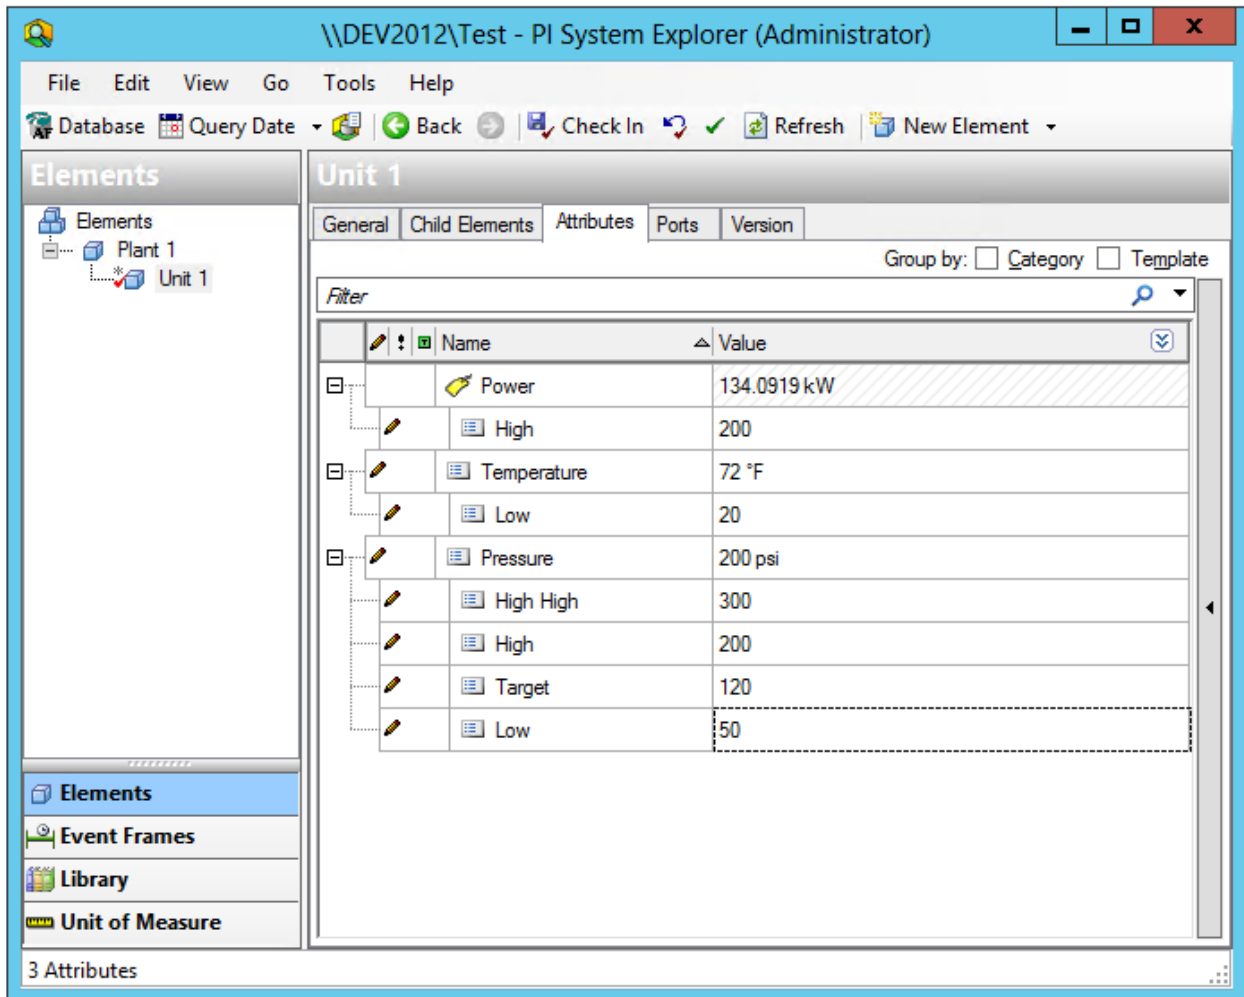 \\DEV2012\Test - PI System Explorer (Administrator)
File Edit View Go Tools Help
Database Query Date Back Check In Refresh New Element
Elements
Elements
Plant 1
Unit 1
Elements
Event Frames
Library
Unit of Measure
Unit 1
General Child Elements Attributes Ports Version
Group by: Category Template
Filter
Name Value
Power 134.0919 kW
High 200
Temperature 72 °F
Low 20
Pressure 200 psi
High High 300
High 200
Target 120
Low 50
3 Attributes